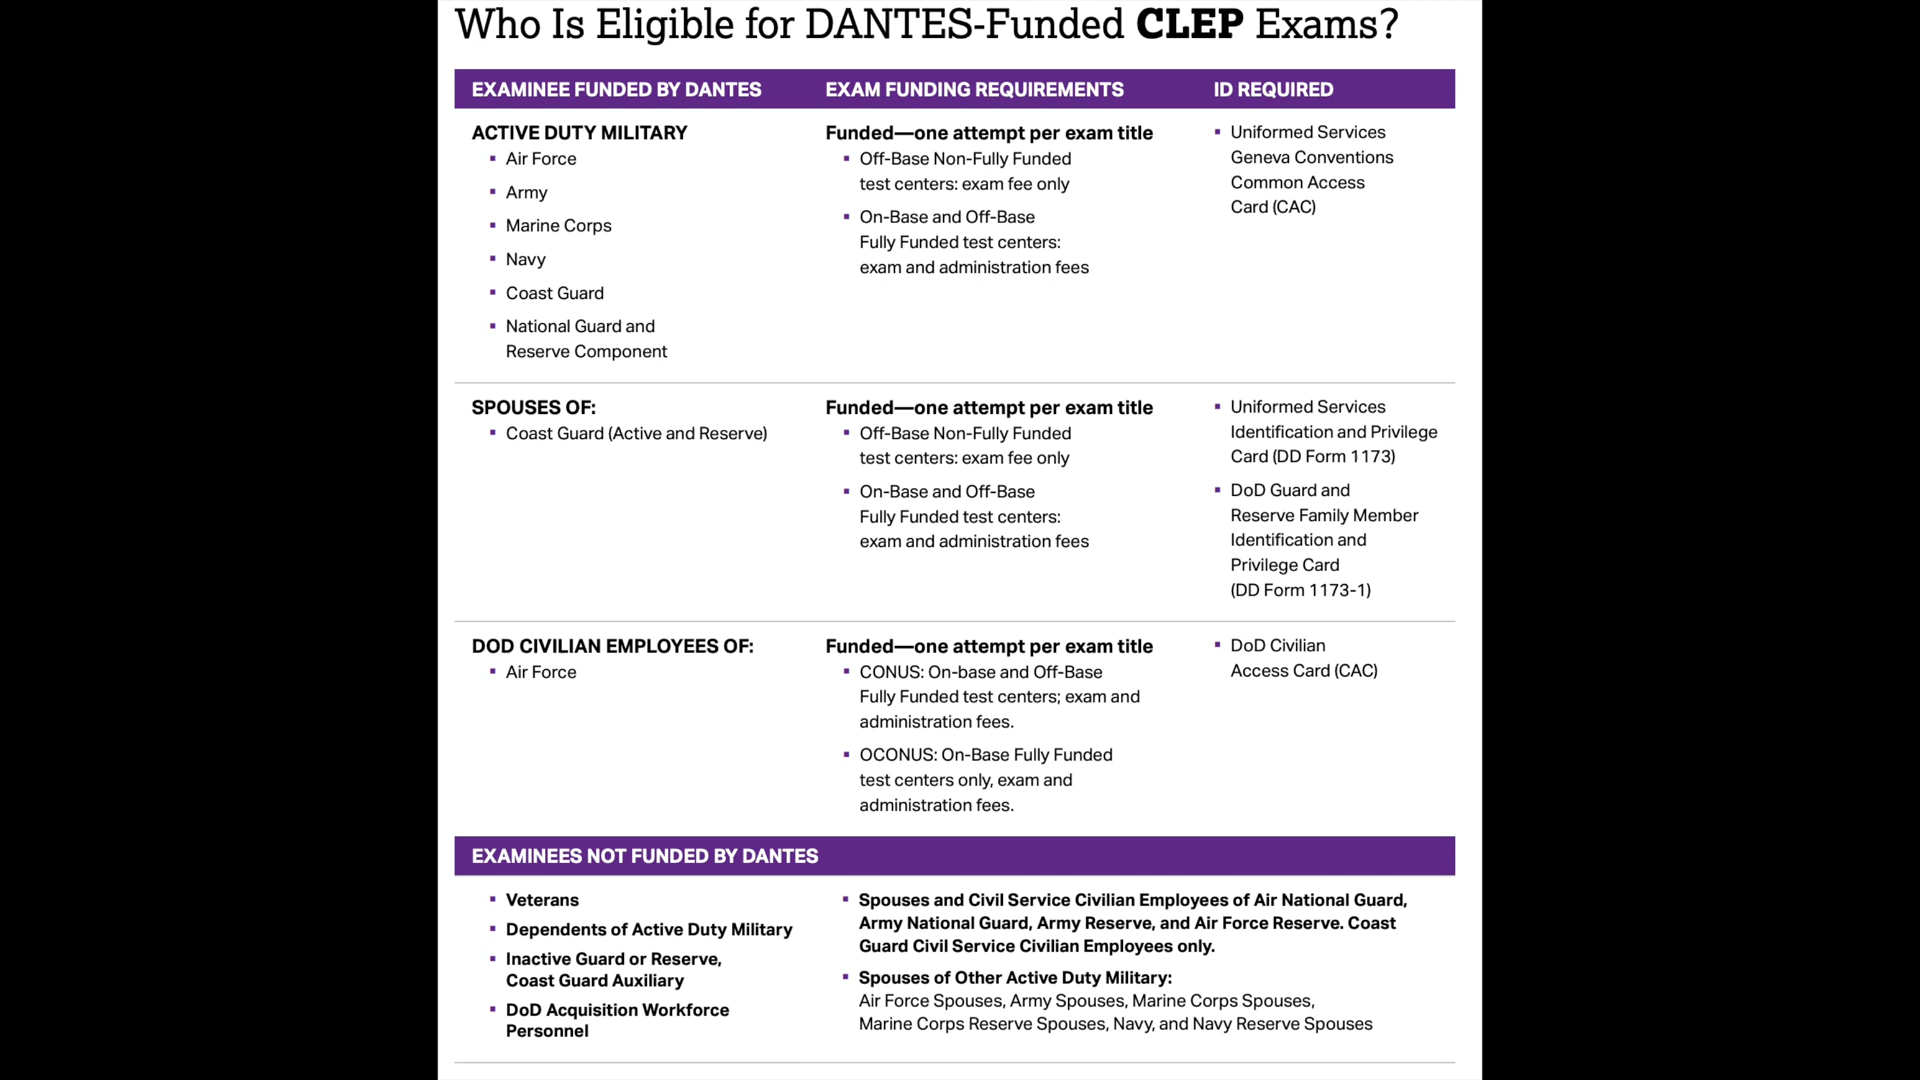 Who Is Eligible for DANTES-Funded CLEP Exams?
EXAMINEE FUNDED BY DANTES
EXAM FUNDING REQUIREMENTS
ID REQUIRED
ACTIVE DUTY MILITARY
▪ Air Force
▪ Army
▪ Marine Corps
▪ Navy
▪ Coast Guard
▪ National Guard and
Reserve Component
Funded—one attempt per exam title
▪ Off-Base Non-Fully Funded
test centers: exam fee only
▪ On-Base and Off-Base
Fully Funded test centers:
exam and administration fees
▪ Uniformed Services
Geneva Conventions
Common Access
Card (CAC)
SPOUSES OF:
▪ Coast Guard (Active and Reserve)
Funded—one attempt per exam title
▪ Off-Base Non-Fully Funded
test centers: exam fee only
▪ On-Base and Off-Base
Fully Funded test centers:
exam and administration fees
▪ Uniformed Services
Identification and Privilege
Card (DD Form 1173)
▪ DoD Guard and
Reserve Family Member
Identification and
Privilege Card
(DD Form 1173-1)
DOD CIVILIAN EMPLOYEES OF:
▪ Air Force
Funded—one attempt per exam title
▪ CONUS: On-base and Off-Base
Fully Funded test centers; exam and
administration fees.
▪ OCONUS: On-Base Fully Funded
test centers only, exam and
administration fees.
▪ DoD Civilian
Access Card (CAC)
EXAMINEES NOT FUNDED BY DANTES
▪ Veterans
▪ Dependents of Active Duty Military
▪ Inactive Guard or Reserve,
Coast Guard Auxiliary
▪ DoD Acquisition Workforce
Personnel
▪ Spouses and Civil Service Civilian Employees of Air National Guard,
Army National Guard, Army Reserve, and Air Force Reserve. Coast
Guard Civil Service Civilian Employees only.
▪ Spouses of Other Active Duty Military:
Air Force Spouses, Army Spouses, Marine Corps Spouses,
Marine Corps Reserve Spouses, Navy, and Navy Reserve Spouses